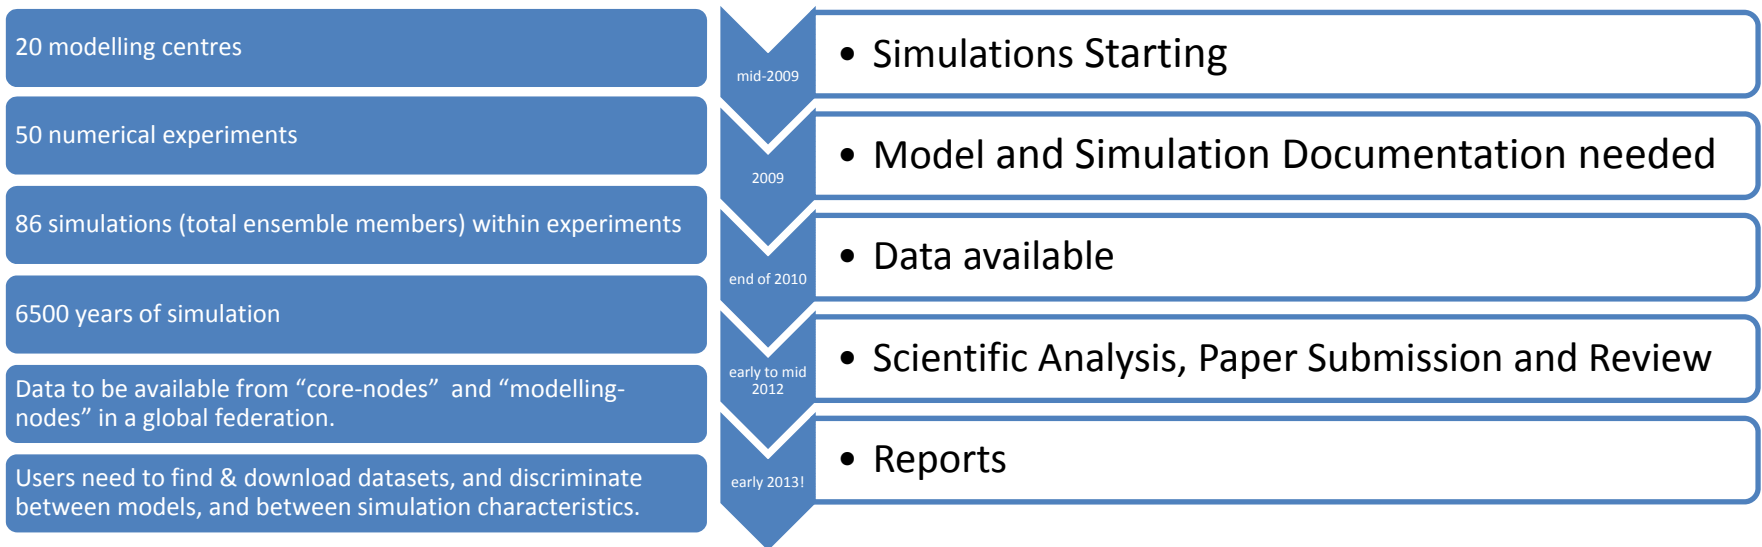 20 modelling centres
50 numerical experiments
86 simulations (total ensemble members) within experiments
6500 years of simulation
Data to be available from “core-nodes”  and “modelling-
nodes” in a global federation.
Users need to find & download datasets, and discriminate
between models, and between simulation characteristics.
mid-2009
• Simulations Starting
2009
• Model and Simulation Documentation needed
end of 2010
• Data available
early to mid
2012
• Scientific Analysis, Paper Submission and Review
early 2013!
• Reports